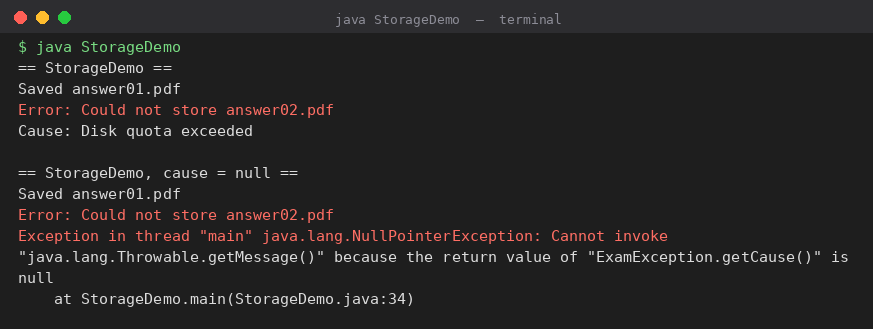 java StorageDemo  —  terminal
$ java StorageDemo
== StorageDemo ==
Saved answer01.pdf
Error: Could not store answer02.pdf
Cause: Disk quota exceeded

== StorageDemo, cause = null ==
Saved answer01.pdf
Error: Could not store answer02.pdf
Exception in thread "main" java.lang.NullPointerException: Cannot invoke
"java.lang.Throwable.getMessage()" because the return value of "ExamException.getCause()" is
null
    at StorageDemo.main(StorageDemo.java:34)